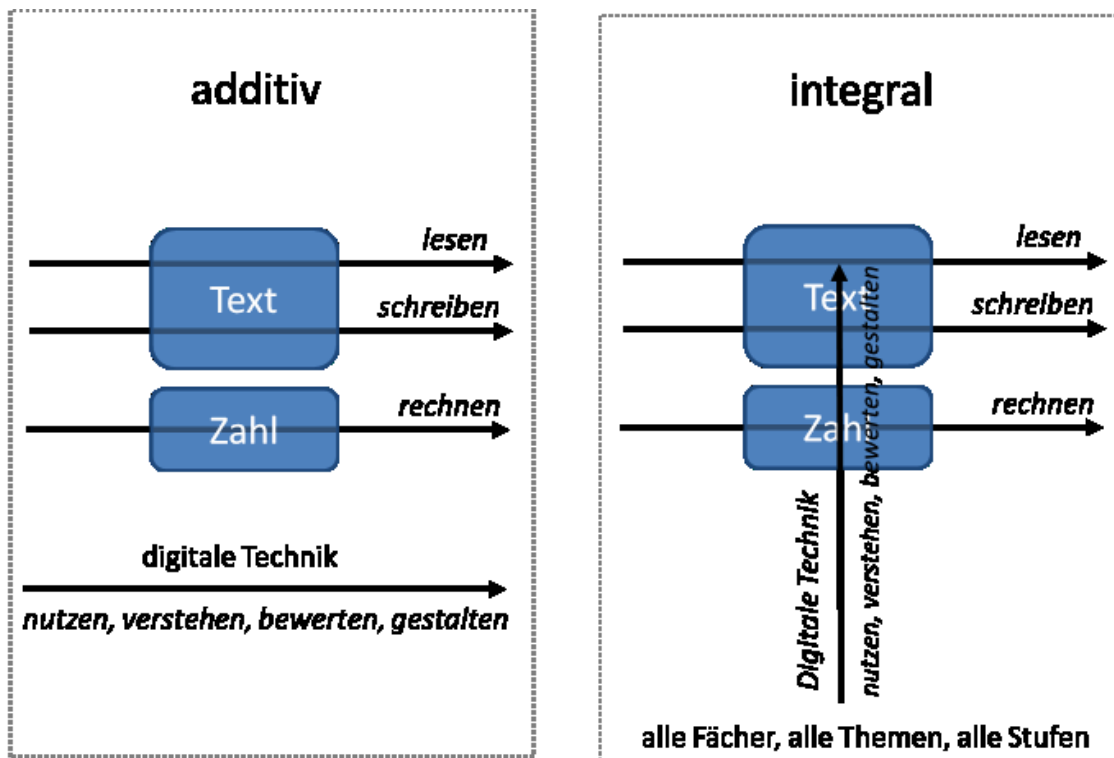 additiv
lesen
Text
schreiben
rechnen
Zahl
digitale Technik
nutzen, verstehen, bewerten, gestalten
integral
lesen
Text
schreiben
rechnen
Zahl
Digitale Technik
nutzen, verstehen, bewerten, gestalten
alle Fächer, alle Themen, alle Stufen